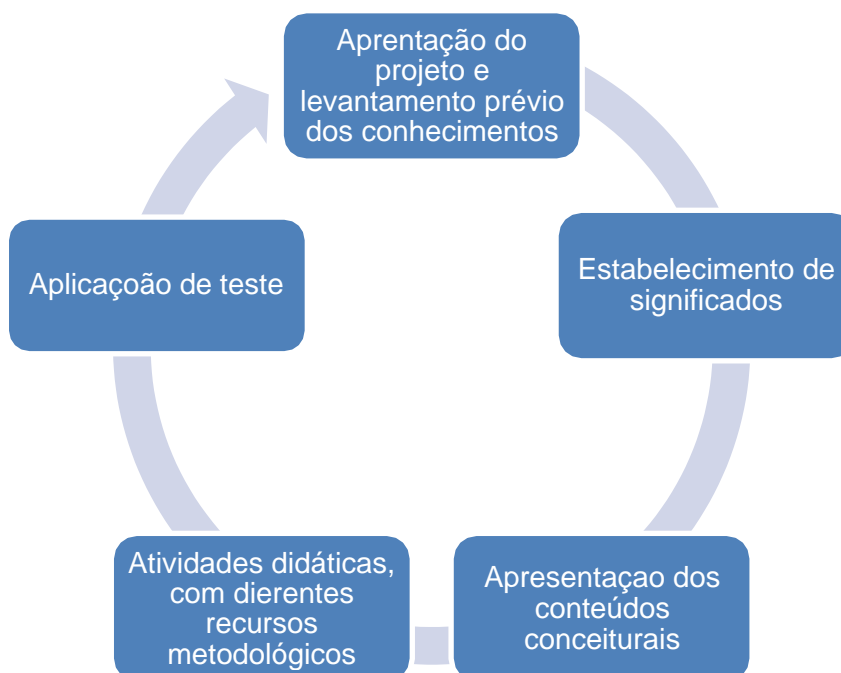 Aprentação do
projeto e
levantamento prévio
dos conhecimentos
Estabelecimento de
significados
Apresentaçao dos
conteúdos
conceiturais
Atividades didáticas,
com dierentes
recursos
metodológicos
Aplicaçoão de teste